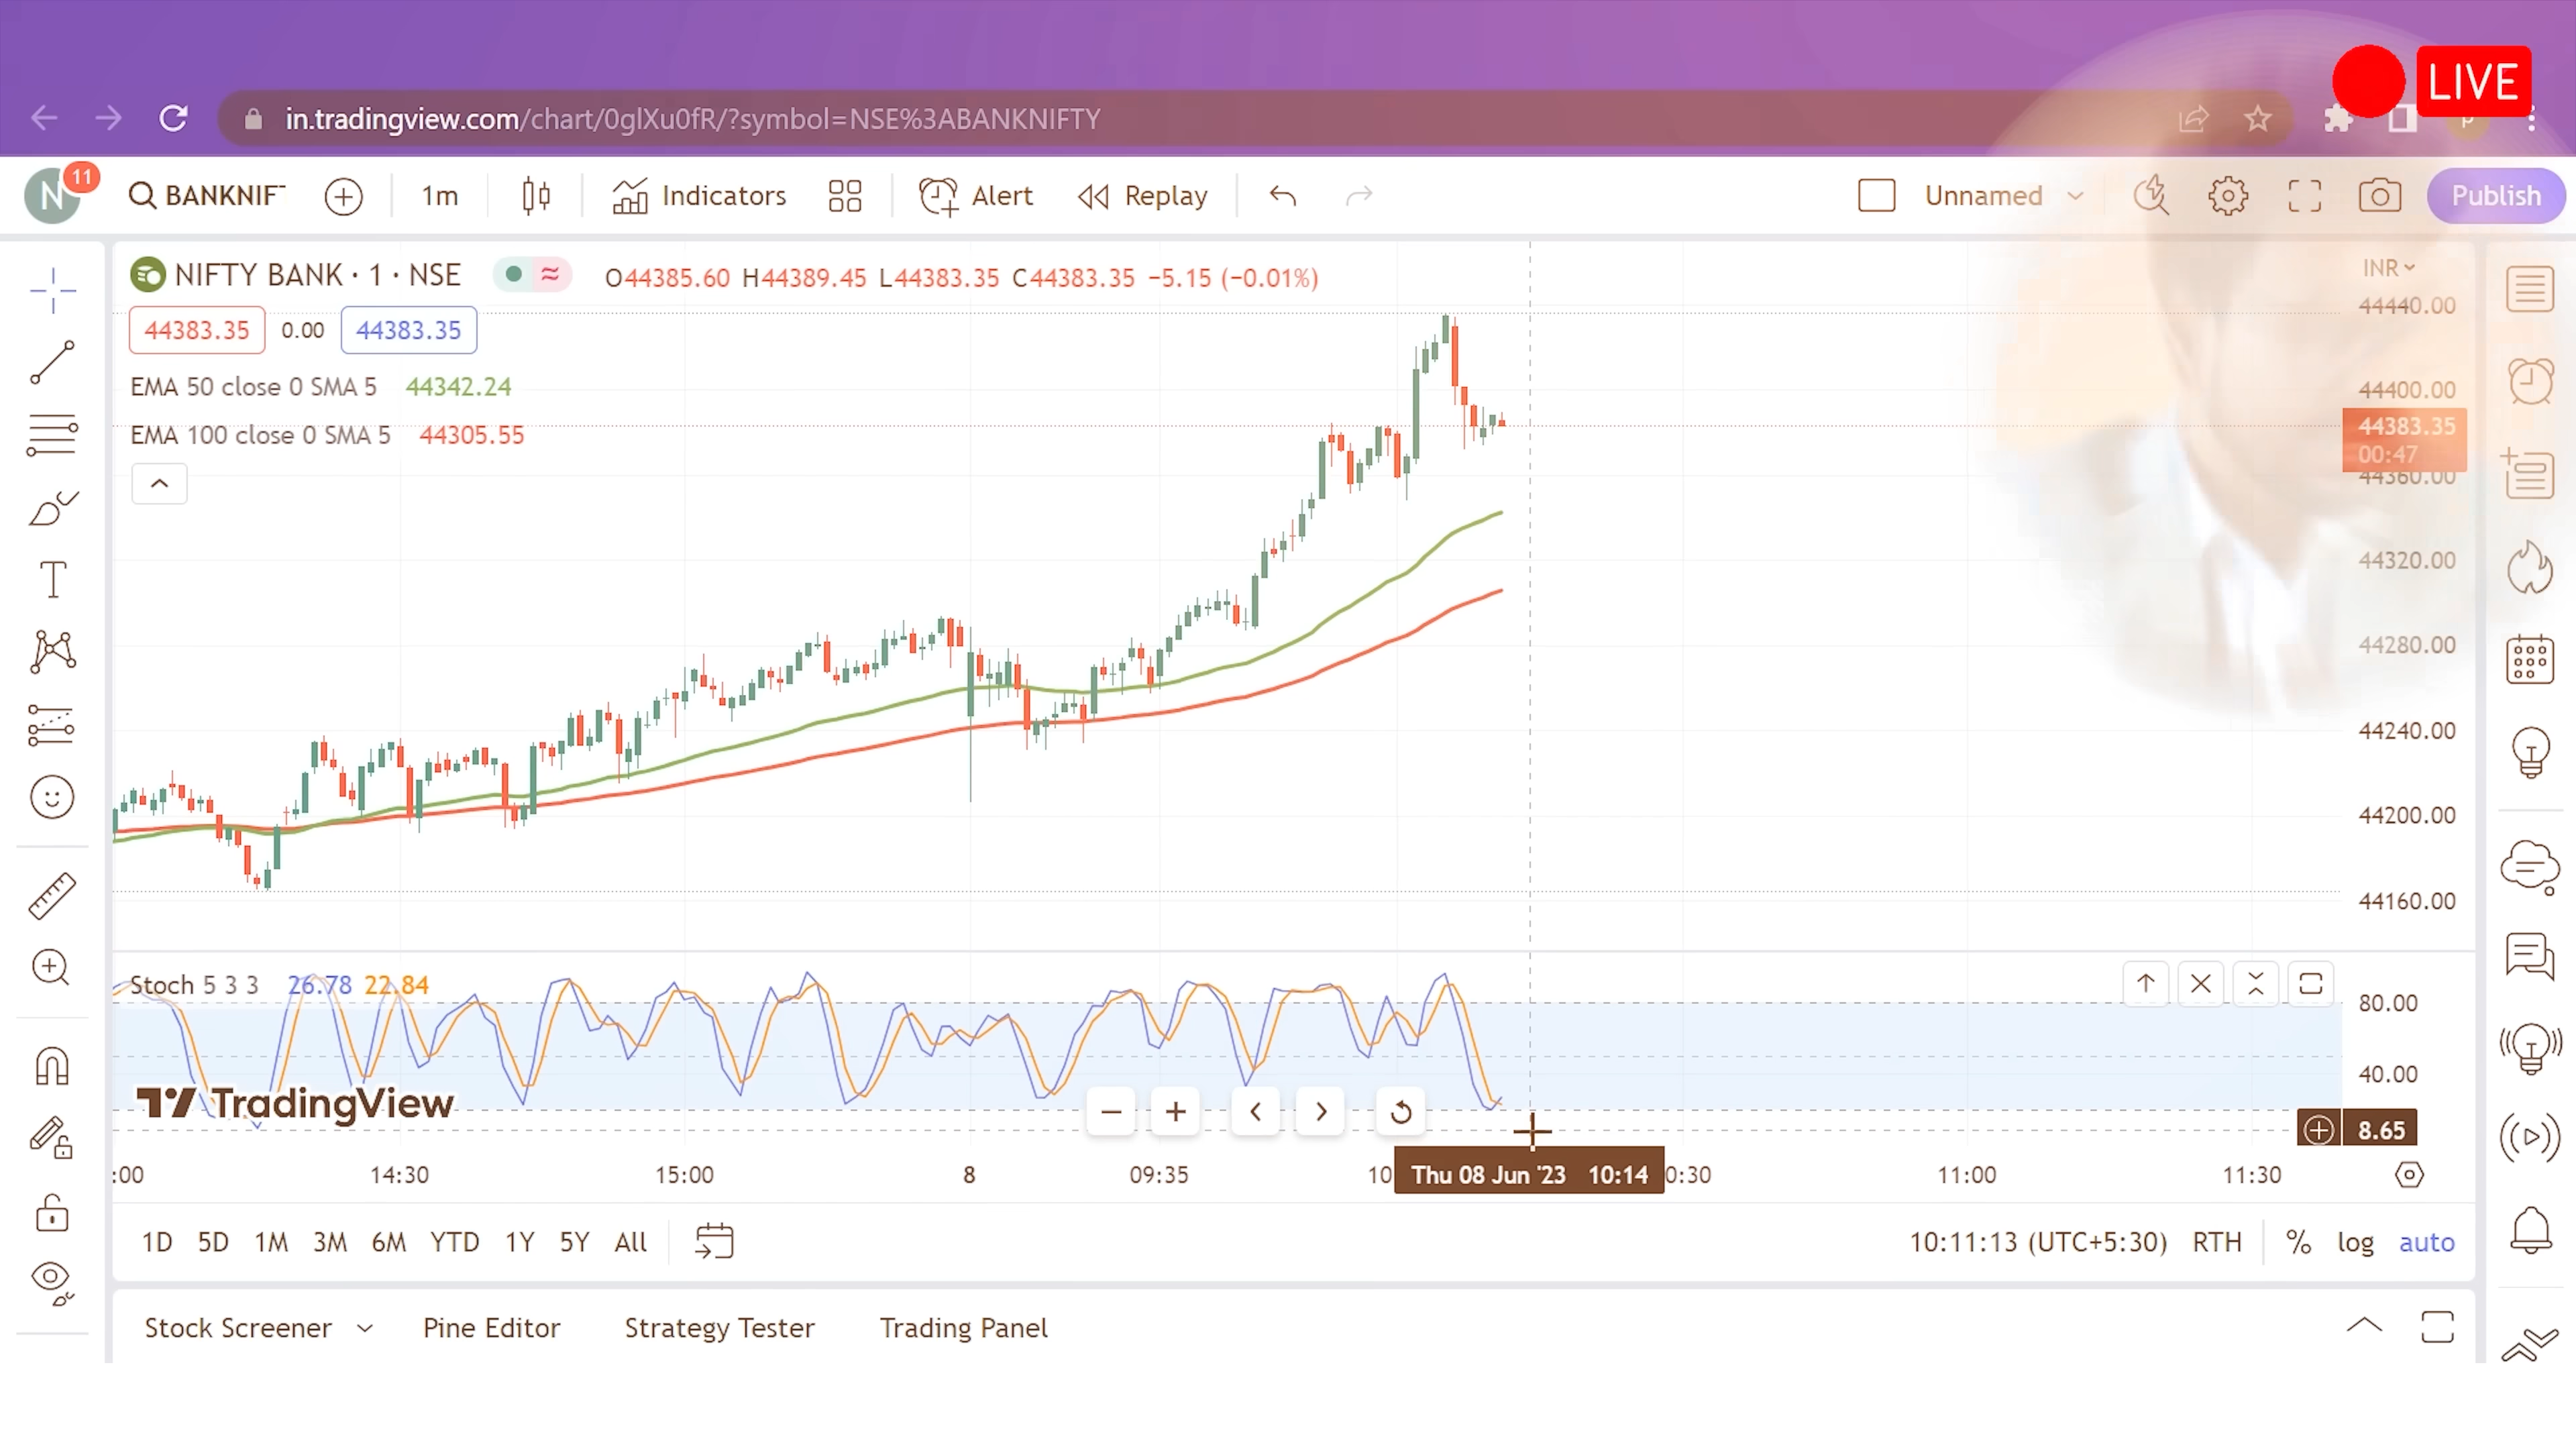 LIVE
in.tradingview.com/chart/0glXu0fR/?symbol=NSE%3ABANKNIFTY
N 11 BANKNIF 1m Indicators Alert Replay Unnamed Publish
NIFTY BANK · 1 · NSE O44385.60 H44389.45 L44383.35 C44383.35 −5.15 (−0.01%)
INR
44383.35 0.00 44383.35
EMA 50 close 0 SMA 5 44342.24
EMA 100 close 0 SMA 5 44305.55
44440.00
44400.00
44383.35
00:47
44360.00
44320.00
44280.00
44240.00
44200.00
44160.00
Stoch 5 3 3 26.78 22.84
80.00
40.00
TradingView
8.65
:00 14:30 15:00 8 09:35 10 Thu 08 Jun '23 10:14 0:30 11:00 11:30
1D 5D 1M 3M 6M YTD 1Y 5Y All 10:11:13 (UTC+5:30) RTH % log auto
Stock Screener Pine Editor Strategy Tester Trading Panel